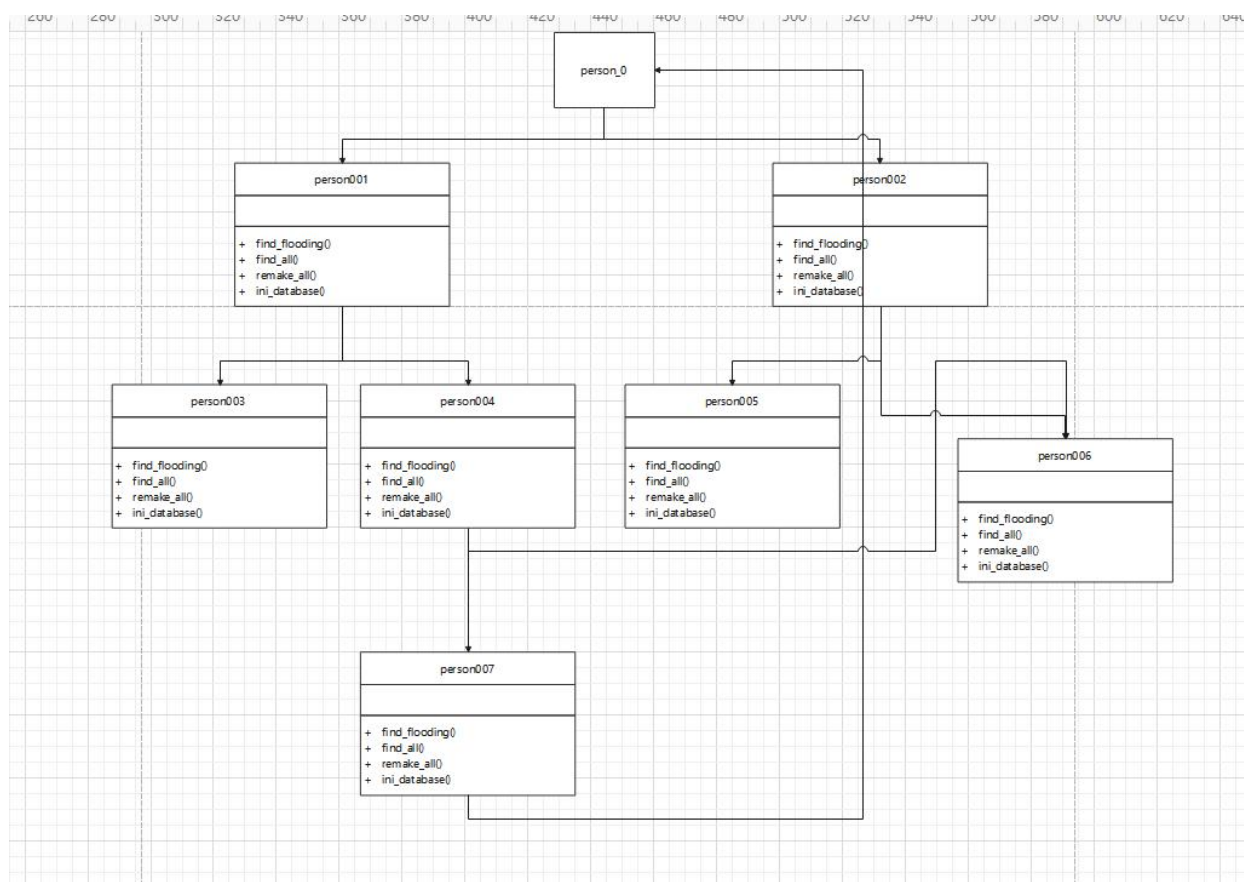 260 280 300 320 340 360 380 400 420 440 460 480 500 520 540 560 580 600 620 640
person_0
person001
+ find_flooding()
+ find_all()
+ remake_all()
+ ini_database()
person002
+ find_flooding()
+ find_all()
+ remake_all()
+ ini_database()
person003
+ find_flooding()
+ find_all()
+ remake_all()
+ ini_database()
person004
+ find_flooding()
+ find_all()
+ remake_all()
+ ini_database()
person005
+ find_flooding()
+ find_all()
+ remake_all()
+ ini_database()
person006
+ find_flooding()
+ find_all()
+ remake_all()
+ ini_database()
person007
+ find_flooding()
+ find_all()
+ remake_all()
+ ini_database()